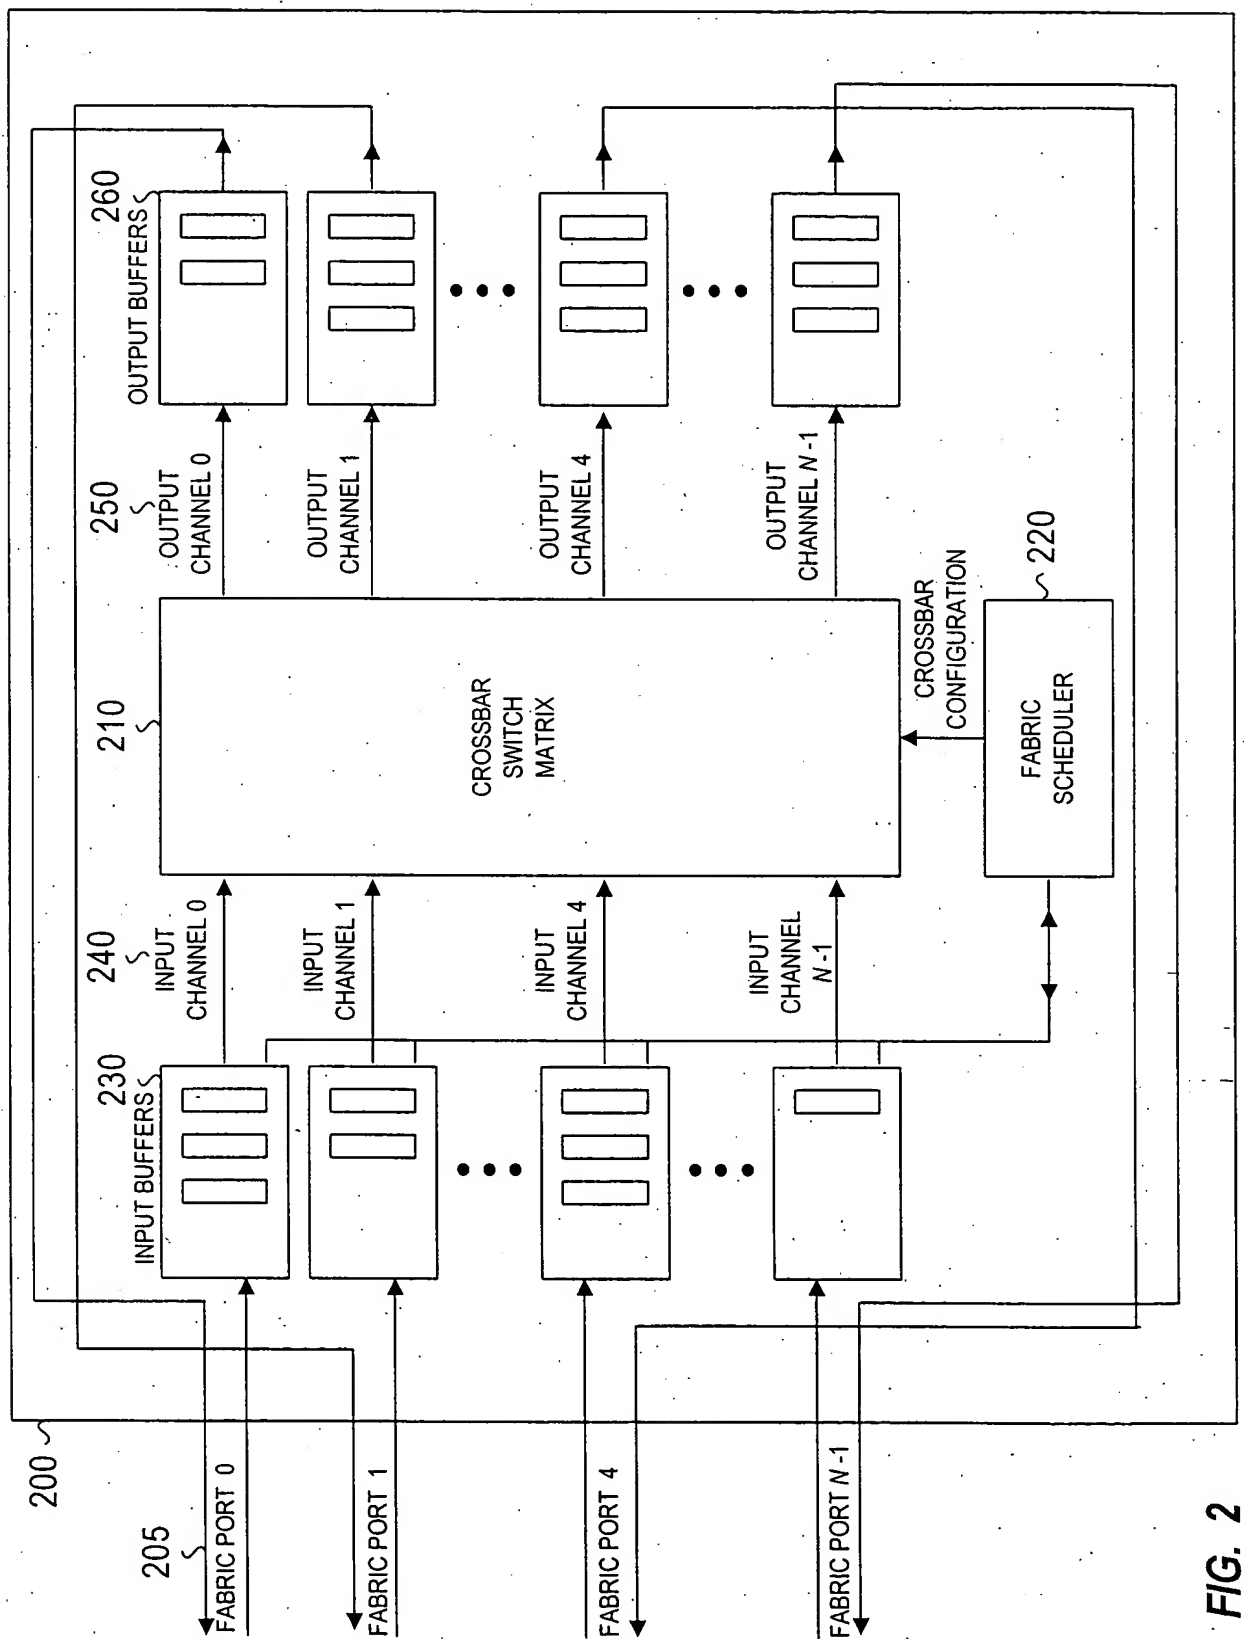 200
205
FABRIC PORT 0
FABRIC PORT 1
FABRIC PORT 4
FABRIC PORT N-1
INPUT BUFFERS
230
240
INPUT
CHANNEL 0
INPUT
CHANNEL 1
INPUT
CHANNEL 4
INPUT
CHANNEL
N-1
210
CROSSBAR
SWITCH
MATRIX
250
OUTPUT
CHANNEL 0
OUTPUT
CHANNEL 1
OUTPUT
CHANNEL 4
OUTPUT
CHANNEL N-1
OUTPUT BUFFERS
260
CROSSBAR
CONFIGURATION
FABRIC
SCHEDULER
220
FIG. 2